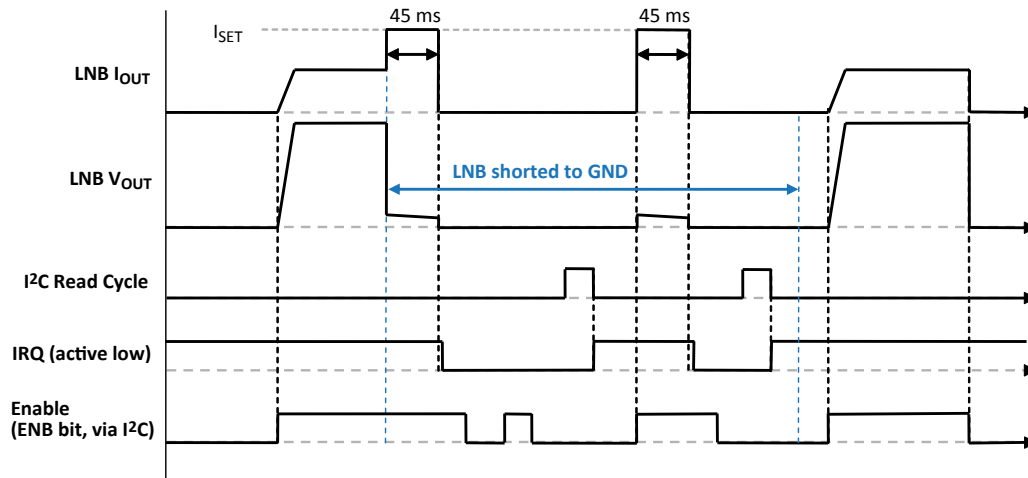 45 ms
45 ms
ISET
LNB IOUT
LNB VOUT
LNB shorted to GND
I2C Read Cycle
IRQ (active low)
Enable
(ENB bit, via I2C)